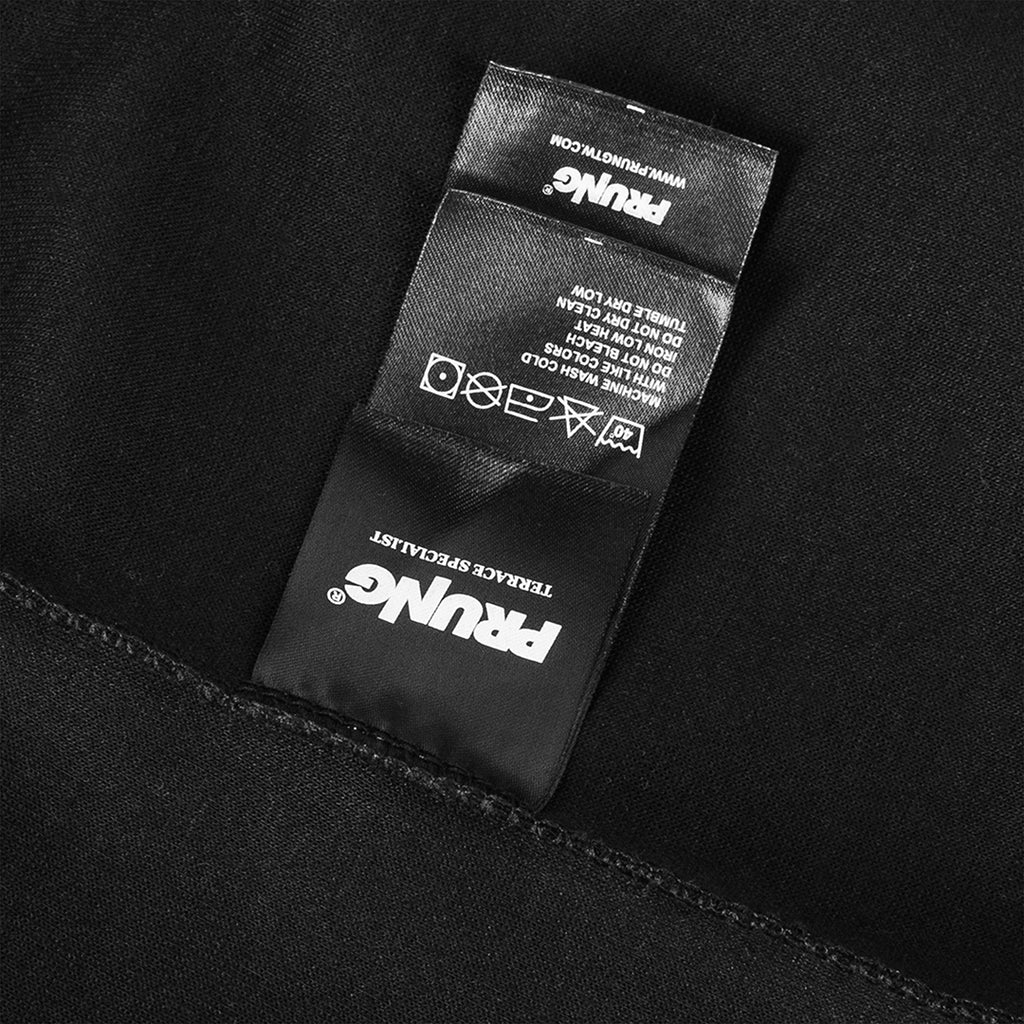 PRUNG®
TERRACE SPECIALIST
40°
MACHINE WASH COLD
WITH LIKE COLORS
DO NOT BLEACH
IRON LOW HEAT
DO NOT DRY CLEAN
TUMBLE DRY LOW
PRUNG®
WWW.PRUNGTW.COM